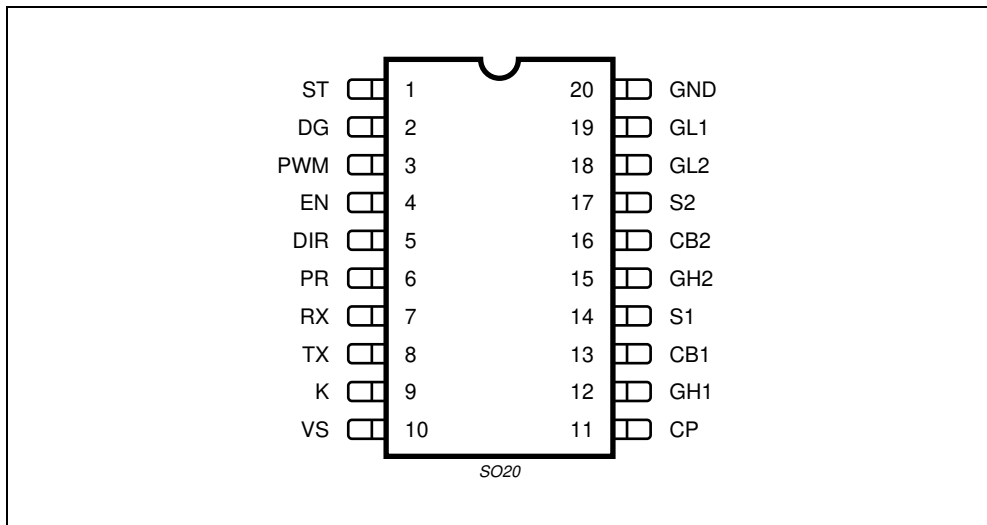 ST 1 20 GND
DG 2 19 GL1
PWM 3 18 GL2
EN 4 17 S2
DIR 5 16 CB2
PR 6 15 GH2
RX 7 14 S1
TX 8 13 CB1
K 9 12 GH1
VS 10 11 CP
SO20